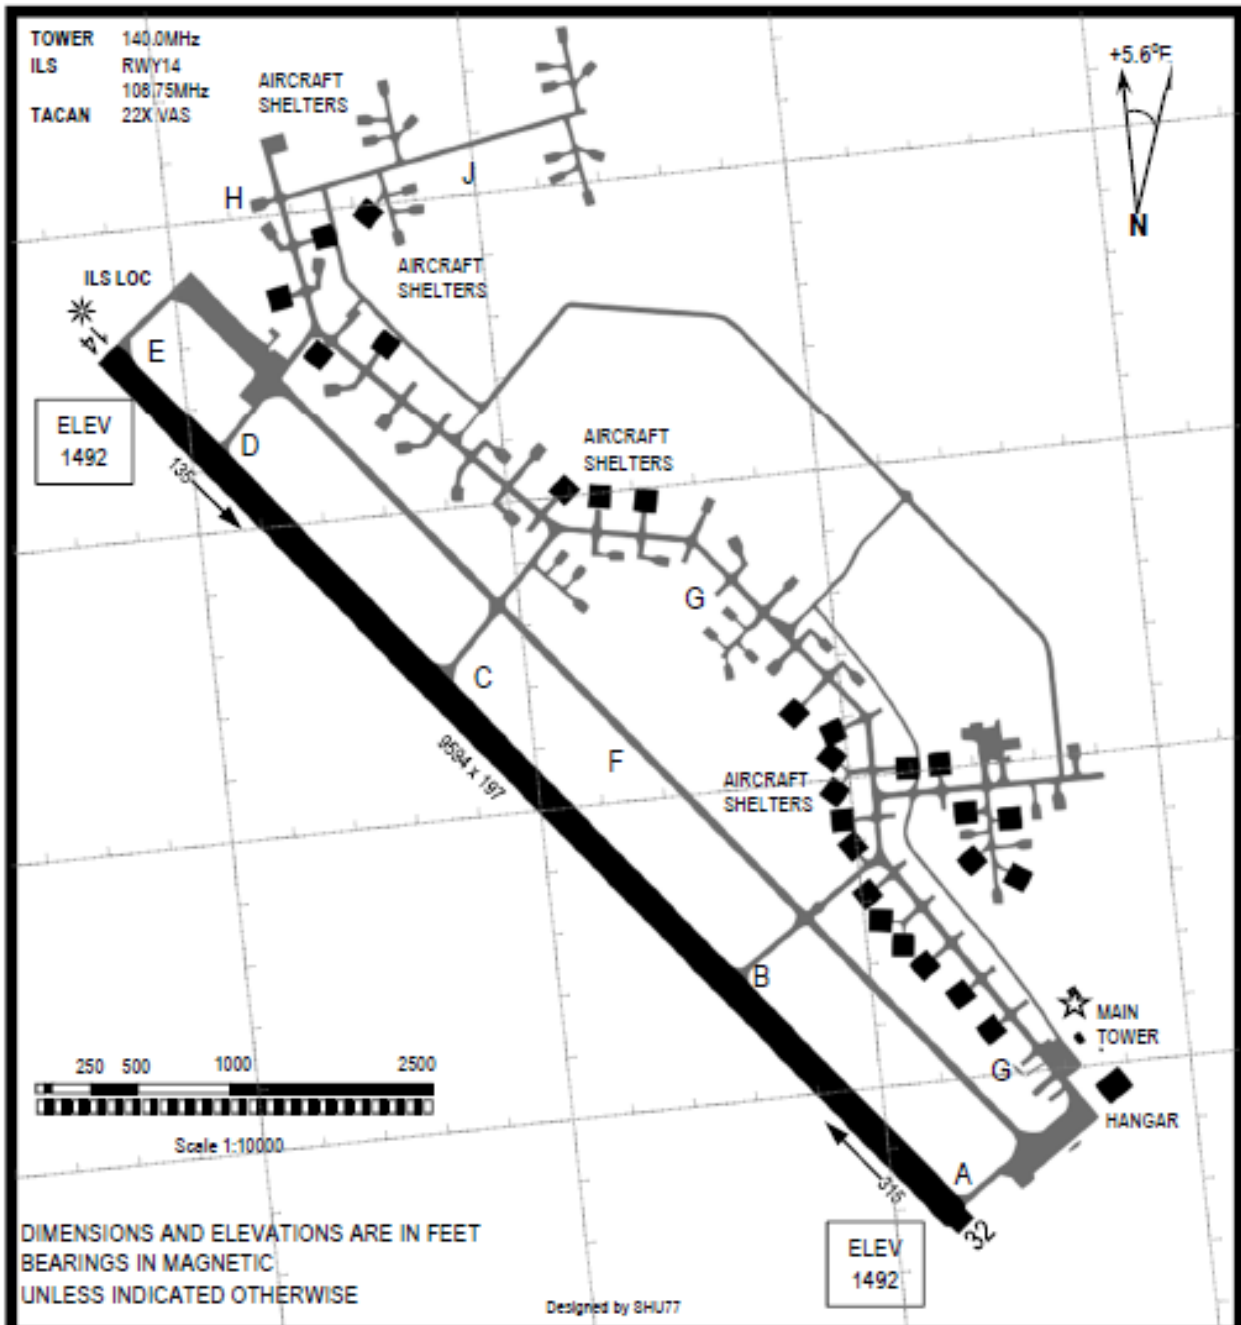 TOWER 140.0MHz
ILS RWY14
108.75MHz
TACAN 22X VAS
AIRCRAFT
SHELTERS
+5.6°E
N
H
J
ILS LOC
AIRCRAFT
SHELTERS
14
E
ELEV
1492
D
135
AIRCRAFT
SHELTERS
G
C
9594 x 197
F
AIRCRAFT
SHELTERS
B
MAIN
TOWER
G
HANGAR
250 500 1000 2500
Scale 1:10000
A
315
32
ELEV
1492
DIMENSIONS AND ELEVATIONS ARE IN FEET
BEARINGS IN MAGNETIC
UNLESS INDICATED OTHERWISE
Designed by SHU77